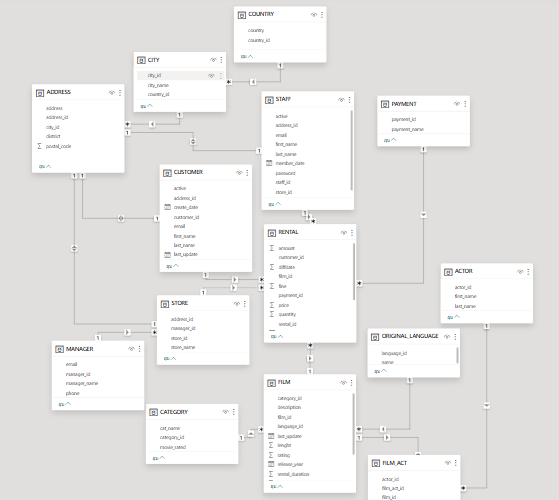 COUNTRY
country
country_id
CITY
city_id
city_name
country_id
ADDRESS
address
address_id
city_id
district
postal_code
STAFF
active
address_id
email
first_name
last_name
member_date
password
staff_id
store_id
PAYMENT
payment_id
payment_name
CUSTOMER
active
address_id
create_date
customer_id
email
first_name
last_name
last_update
RENTAL
amount
customer_id
film_id
fine
payment_id
price
quantity
rental_id
STORE
address_id
manager_id
store_id
store_name
ACTOR
actor_id
first_name
last_name
MANAGER
email
manager_id
manager_name
phone
ORIGINAL_LANGUAGE
language_id
name
FILM
category_id
description
film_id
language_id
last_update
lenght
rating
release_year
rental_duration
CATEGORY
cat_name
category_id
movie_rated
FILM_ACT
actor_id
film_act_id
film_id